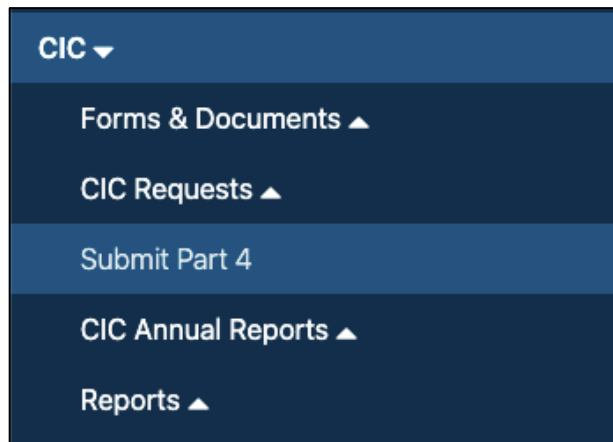 CIC
Forms & Documents
CIC Requests
Submit Part 4
CIC Annual Reports
Reports